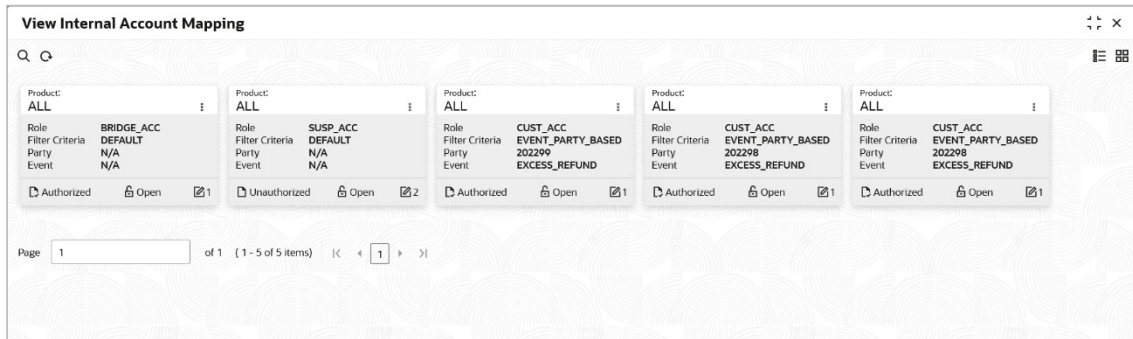 View Internal Account Mapping
Product:
ALL
Role BRIDGE_ACC
Filter Criteria DEFAULT
Party N/A
Event N/A
Authorized Open 1
Product:
ALL
Role SUSP_ACC
Filter Criteria DEFAULT
Party N/A
Event N/A
Unauthorized Open 2
Product:
ALL
Role CUST_ACC
Filter Criteria EVENT_PARTY_BASED
Party 202299
Event EXCESS_REFUND
Authorized Open 1
Product:
ALL
Role CUST_ACC
Filter Criteria EVENT_PARTY_BASED
Party 202298
Event EXCESS_REFUND
Authorized Open 1
Product:
ALL
Role CUST_ACC
Filter Criteria EVENT_PARTY_BASED
Party 202298
Event EXCESS_REFUND
Authorized Open 1
Page 1 of 1 (1 - 5 of 5 items) 1